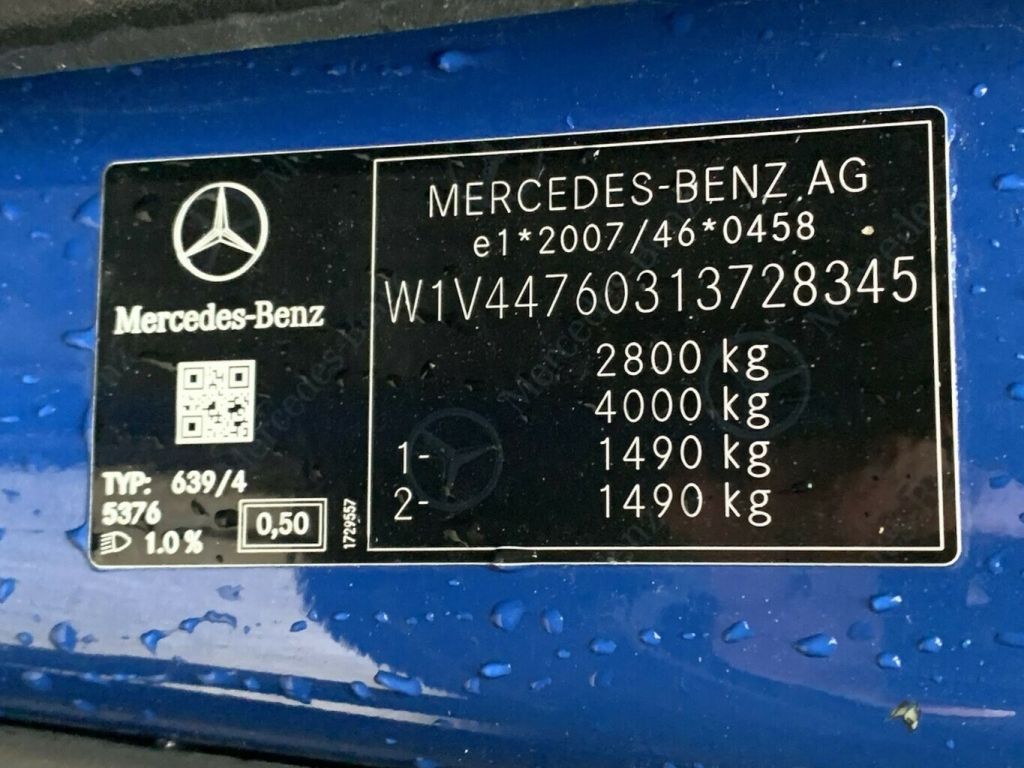 Mercedes-Benz
TYP: 639/4
5376
1.0 %
0,50
1729557
MERCEDES-BENZ AG
e1*2007/46*0458
W1V44760313728345
2800 kg
4000 kg
1- 1490 kg
2- 1490 kg